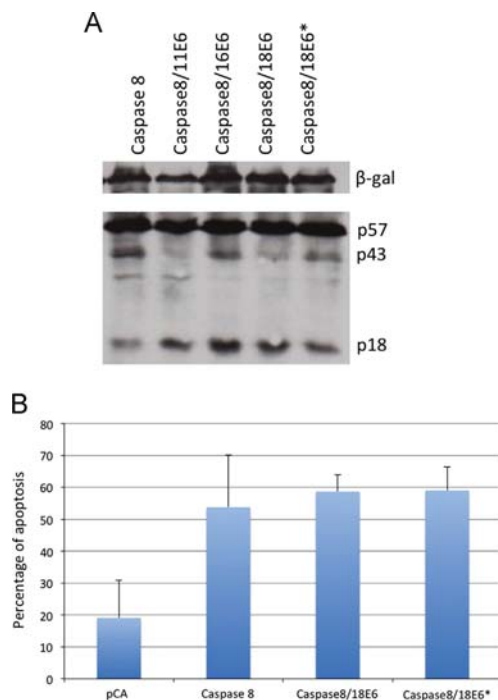 A
Caspase 8
Caspase8/11E6
Caspase8/16E6
Caspase8/18E6
Caspase8/18E6*
β-gal
p57
p43
p18
B
Percentage of apoptosis
80
70
60
50
40
30
20
10
0
pCA
Caspase 8
Caspase8/18E6
Caspase8/18E6*